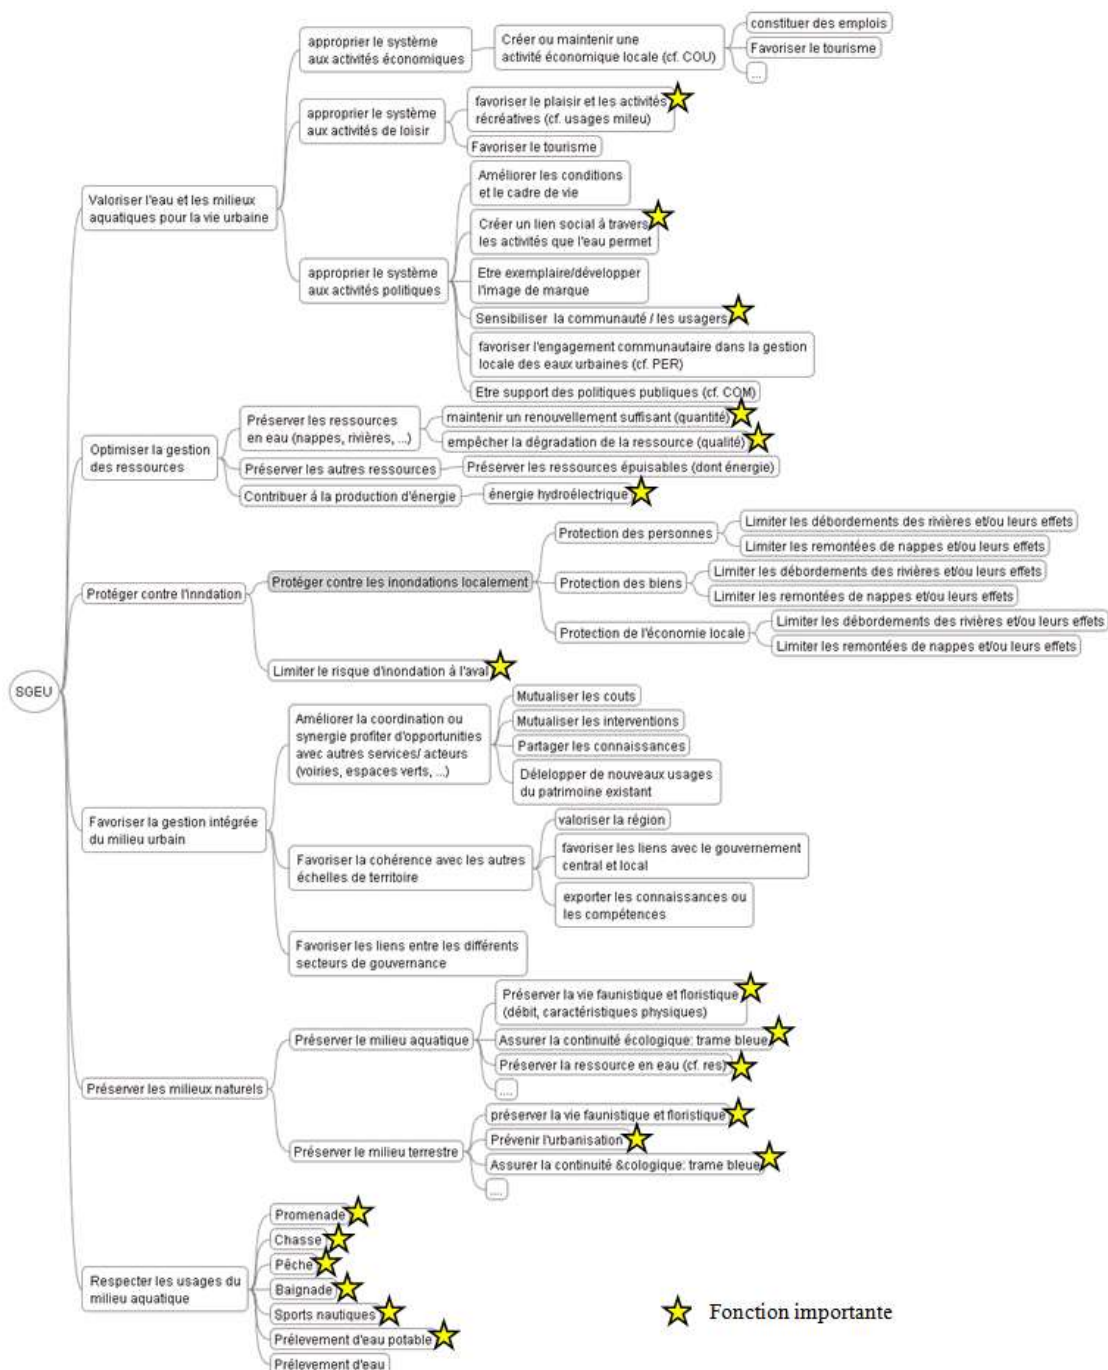 SGEU
Valoriser l'eau et les milieux
aquatiques pour la vie urbaine
approprier le système
aux activités économiques
Créer ou maintenir une
activité économique locale (cf. COU)
constituer des emplois
Favoriser le tourisme
...
approprier le système
aux activités de loisir
favoriser le plaisir et les activités
récréatives (cf. usages mileu)
Favoriser le tourisme
approprier le système
aux activités politiques
Améliorer les conditions
et le cadre de vie
Créer un lien social à travers
les activités que l'eau permet
Etre exemplaire/développer
l'image de marque
Sensibiliser la communauté / les usagers
favoriser l'engagement communautaire dans la gestion
locale des eaux urbaines (cf. PER)
Etre support des politiques publiques (cf. COM)
Optimiser la gestion
des ressources
Préserver les ressources
en eau (nappes, rivières, ...)
maintenir un renouvellement suffisant (quantité)
empêcher la dégradation de la ressource (qualité)
Préserver les autres ressources
Préserver les ressources épuisables (dont énergie)
Contribuer á la production d'énergie
énergie hydroélectrique
Protéger contre l'inndation
Protéger contre les inondations localement
Protection des personnes
Limiter les débordements des rivières et/ou leurs effets
Limiter les remontées de nappes et/ou leurs effets
Protection des biens
Limiter les débordements des rivières et/ou leurs effets
Limiter les remontées de nappes et/ou leurs effets
Protection de l'économie locale
Limiter les débordements des rivières et/ou leurs effets
Limiter les remontées de nappes et/ou leurs effets
Limiter le risque d'inondation à l'aval
Favoriser la gestion intégrée
du milieu urbain
Améliorer la coordination ou
synergie profiter d'opportunities
avec autres services/ acteurs
(voiries, espaces verts, ...)
Mutualiser les couts
Mutualiser les interventions
Partager les connaissances
Délelopper de nouveaux usages
du patrimoine existant
Favoriser la cohérence avec les autres
échelles de territoire
valoriser la région
favoriser les liens avec le gouvernement
central et local
exporter les connaissances ou
les compétences
Favoriser les liens entre les différents
secteurs de gouvernance
Préserver les milieux naturels
Préserver le milieu aquatique
Préserver la vie faunistique et floristique
(débit, caractéristiques physiques)
Assurer la continuité écologique: trame bleue
Préserver la ressource en eau (cf. res)
....
Préserver le milieu terrestre
préserver la vie faunistique et floristique
Prévenir l'urbanisation
Assurer la continuité &cologique: trame bleue
....
Respecter les usages du
milieu aquatique
Promenade
Chasse
Pêche
Baignade
Sports nautiques
Prélevement d'eau potable
Prélevement d'eau
Fonction importante